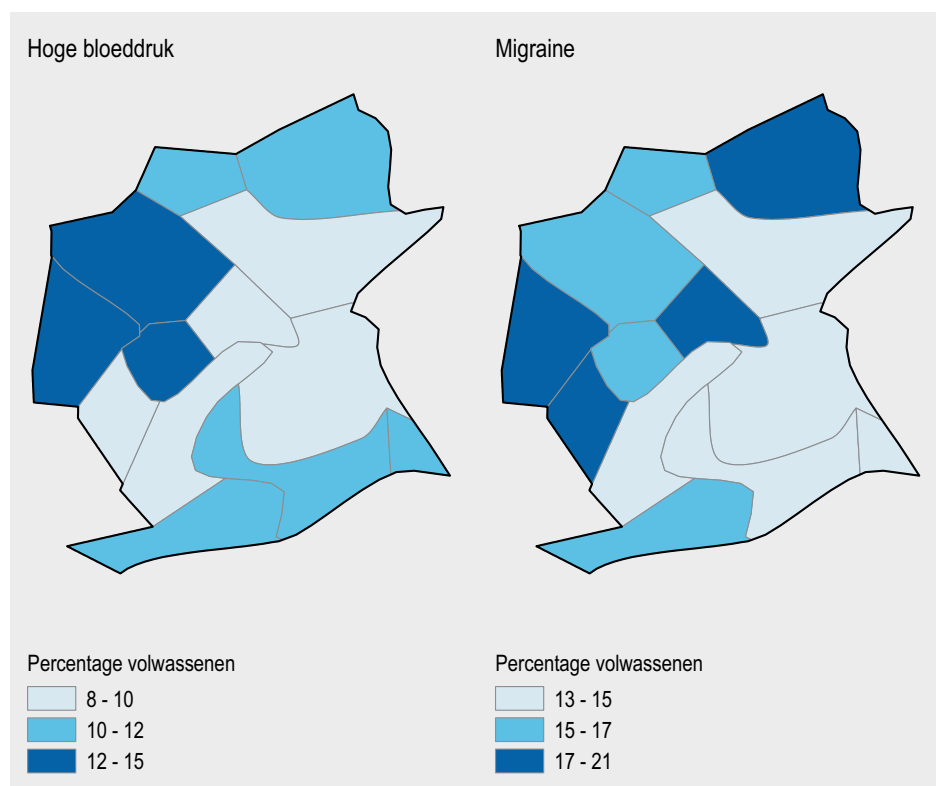 Hoge bloeddruk
Migraine
Percentage volwassenen
8 - 10
10 - 12
12 - 15
Percentage volwassenen
13 - 15
15 - 17
17 - 21